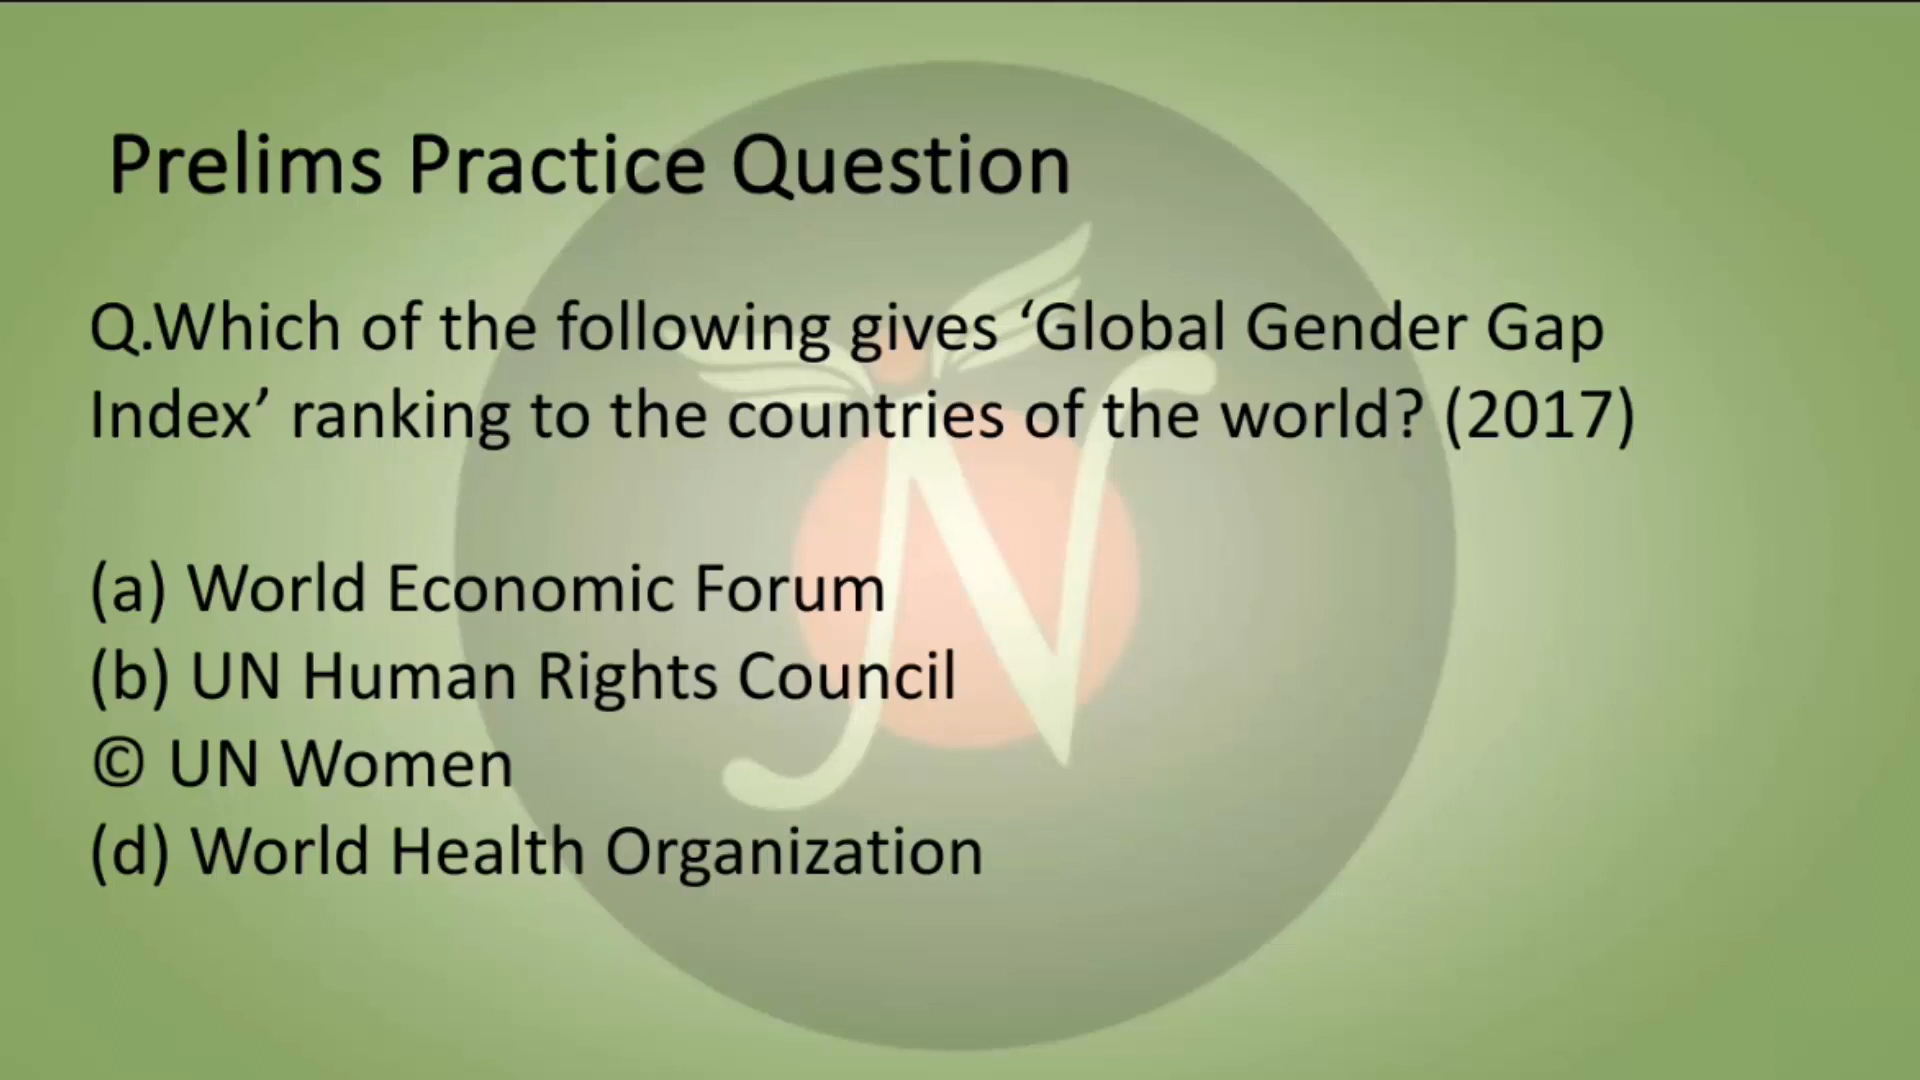 Prelims Practice Question
Q.Which of the following gives ‘Global Gender Gap
Index’ ranking to the countries of the world? (2017)
(a) World Economic Forum
(b) UN Human Rights Council
© UN Women
(d) World Health Organization
N